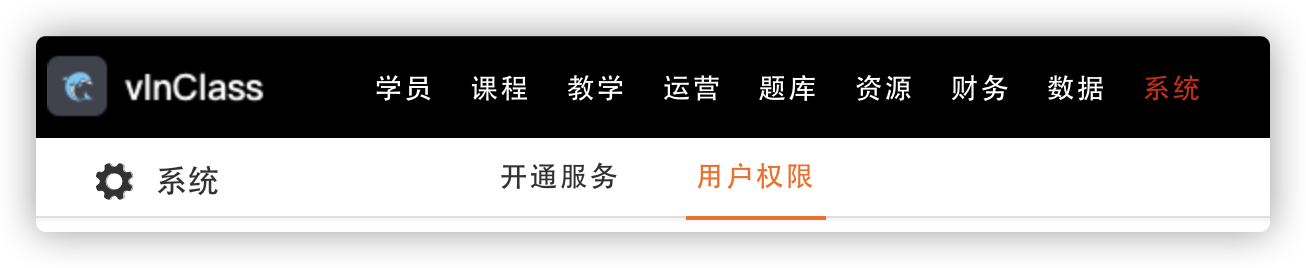 vInClass 学员 课程 教学 运营 题库 资源 财务 数据 系统
系统 开通服务 用户权限